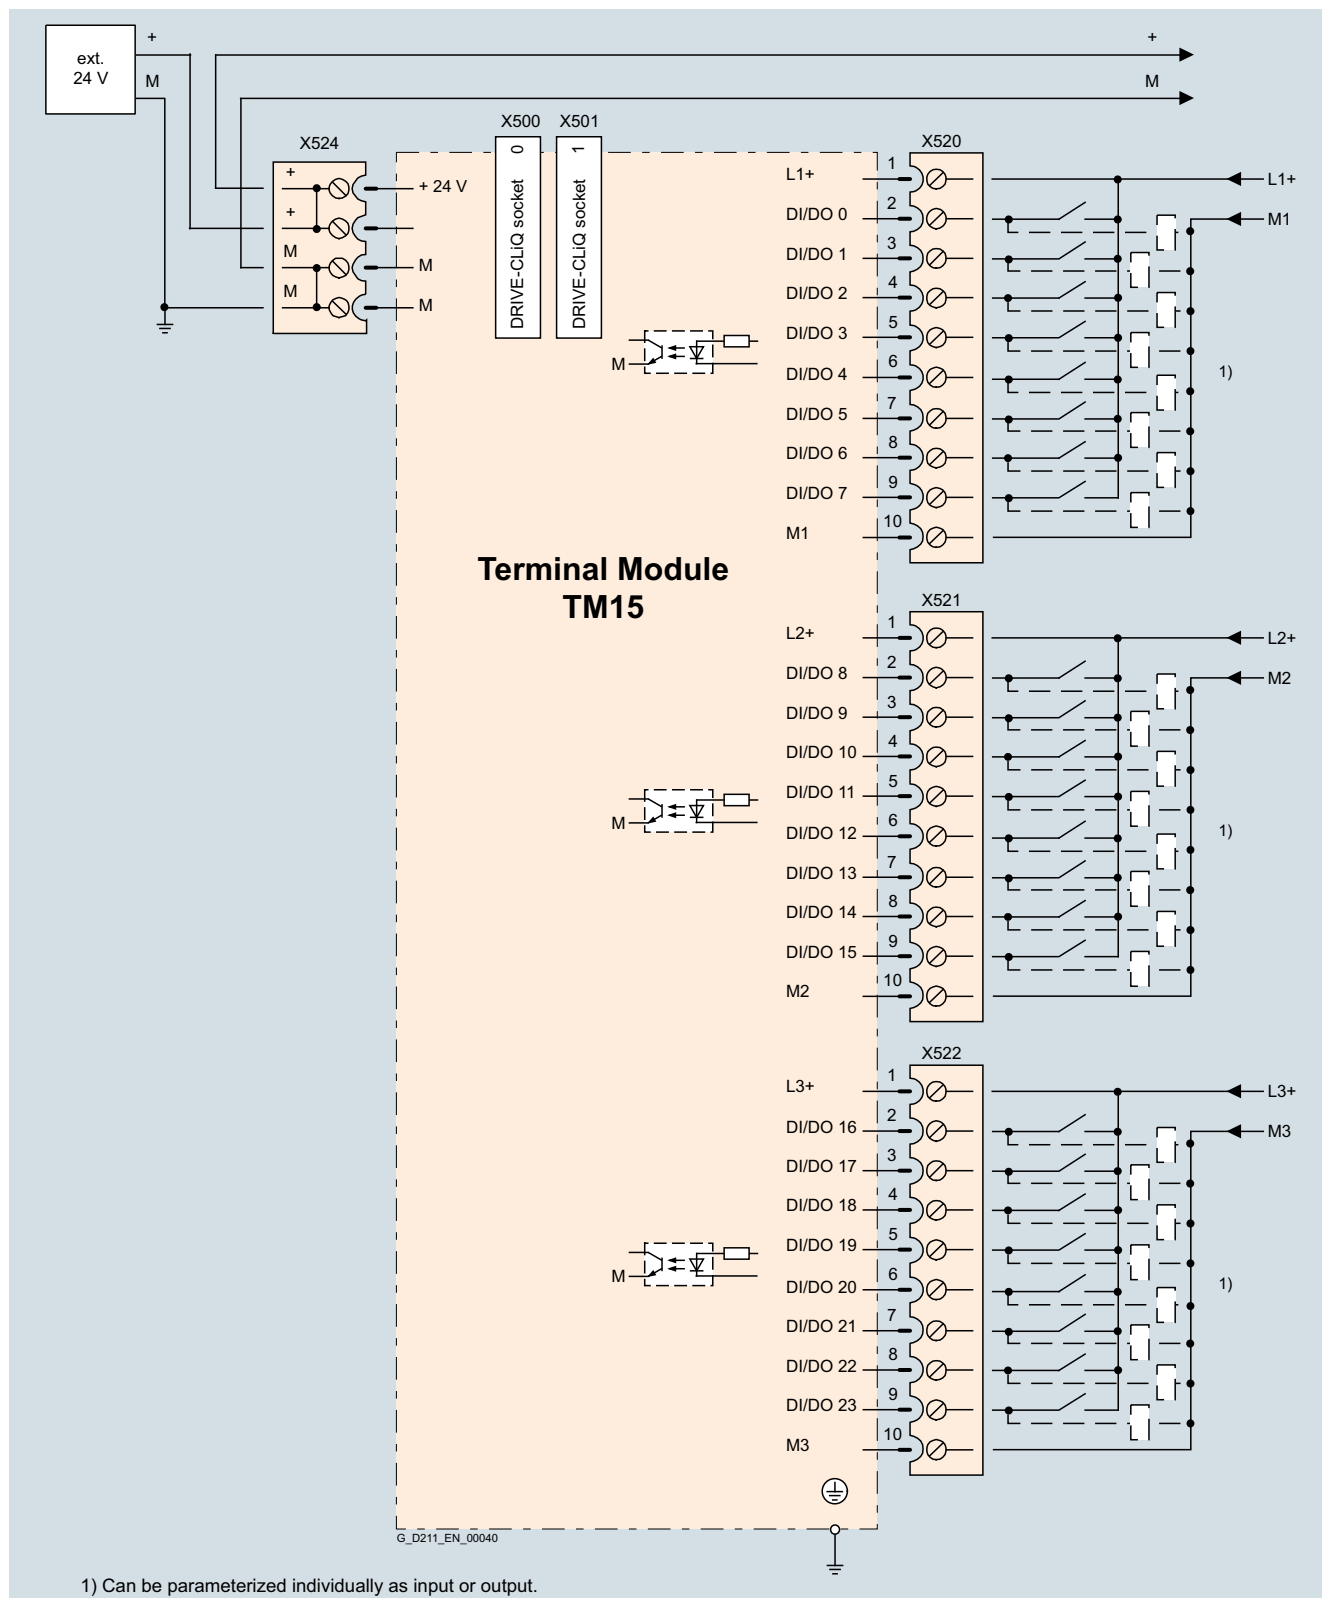 ext.
24 V
+
M
+
M
X524
+
+
M
M
+ 24 V
M
M
X500
X501
DRIVE-CLiQ socket 0
DRIVE-CLiQ socket 1
Terminal Module
TM15
M
X520
L1+ 1
DI/DO 0 2
DI/DO 1 3
DI/DO 2 4
DI/DO 3 5
DI/DO 4 6
DI/DO 5 7
DI/DO 6 8
DI/DO 7 9
M1 10
L1+
M1
1)
M
X521
L2+ 1
DI/DO 8 2
DI/DO 9 3
DI/DO 10 4
DI/DO 11 5
DI/DO 12 6
DI/DO 13 7
DI/DO 14 8
DI/DO 15 9
M2 10
L2+
M2
1)
M
X522
L3+ 1
DI/DO 16 2
DI/DO 17 3
DI/DO 18 4
DI/DO 19 5
DI/DO 20 6
DI/DO 21 7
DI/DO 22 8
DI/DO 23 9
M3 10
L3+
M3
1)
G_D211_EN_00040
1) Can be parameterized individually as input or output.